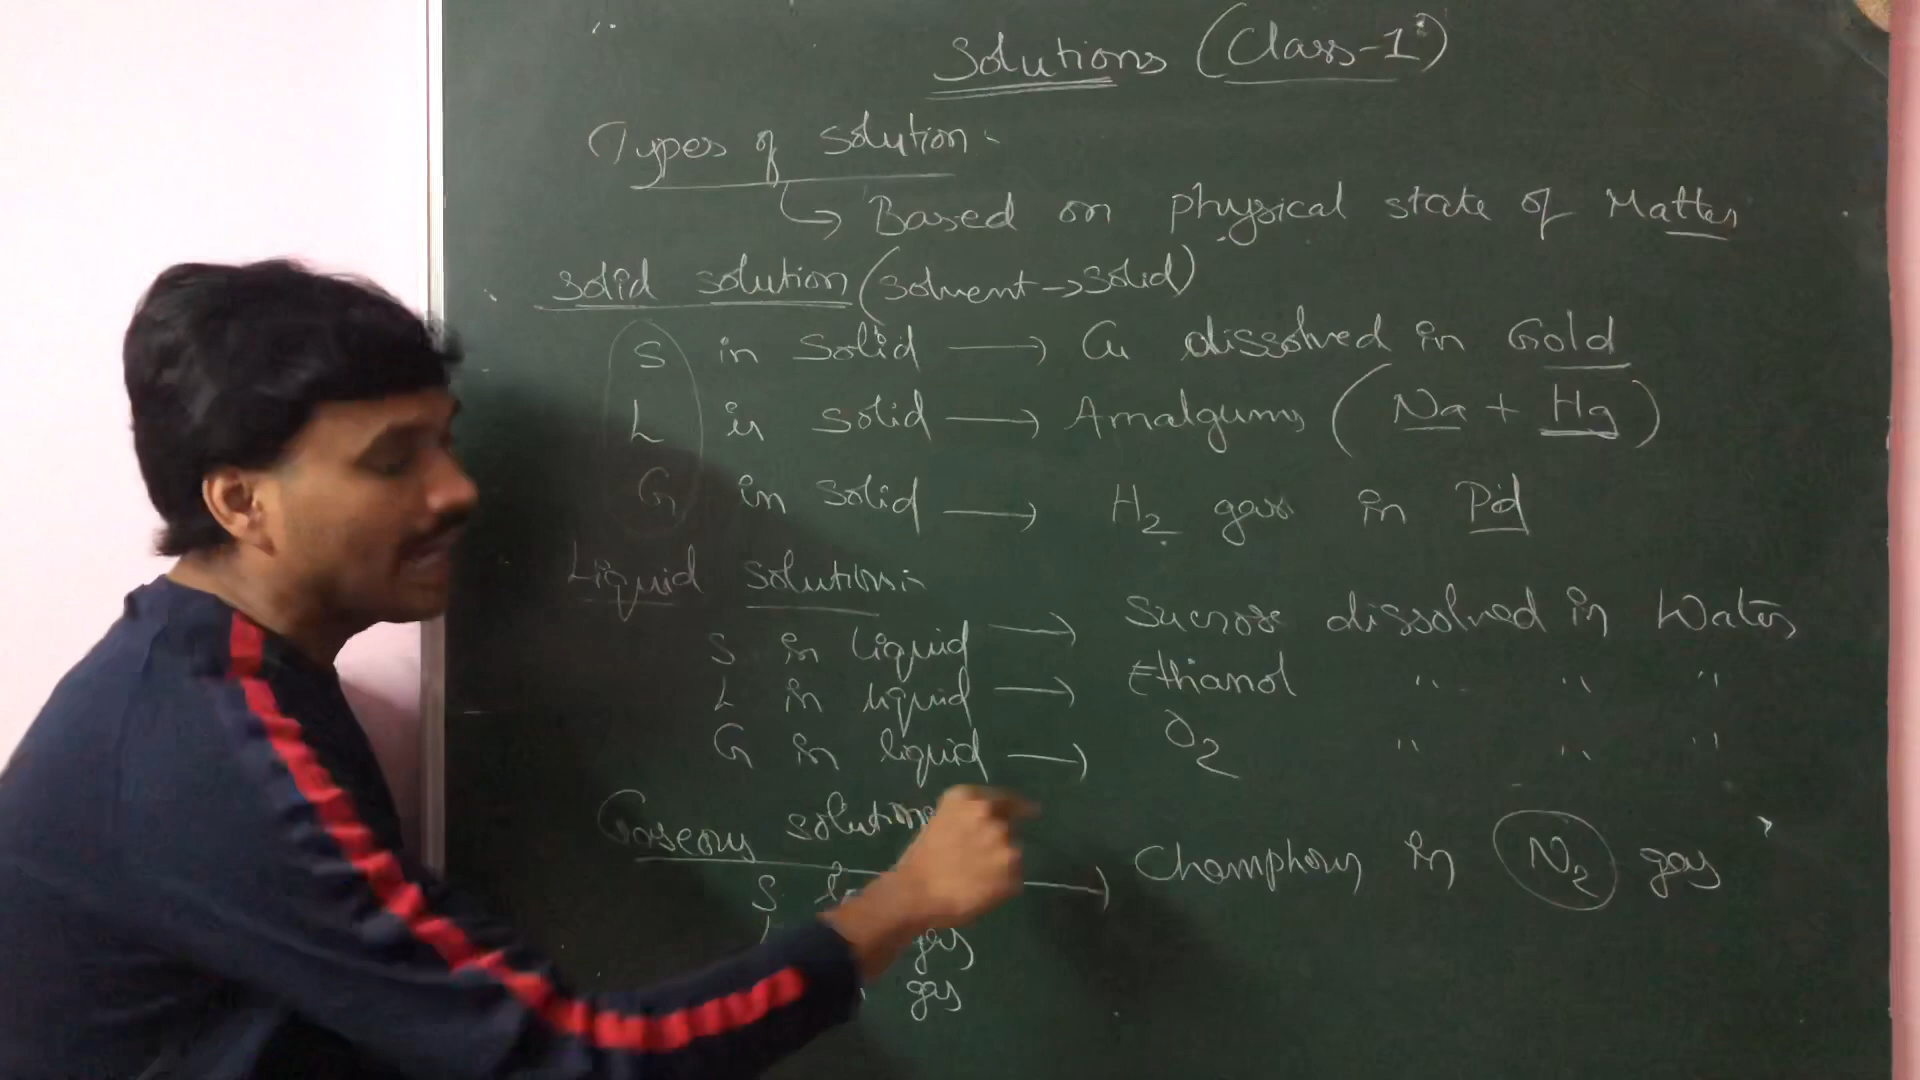 Solutions (Class-1)
Types of solution:-
↳ Based on physical state of Matter
Solid solution (solvent→solid)
S in Solid → Cu dissolved in Gold
L in Solid → Amalgums (Na + Hg)
G in Solid → H2 gas in Pd
Liquid solution:-
S in liquid → Sucrose dissolved in Water
L in liquid → Ethanol " " "
G in liquid → O2 " " "
Gaseous solution
S → Champhory in N2 gas
gas
gas